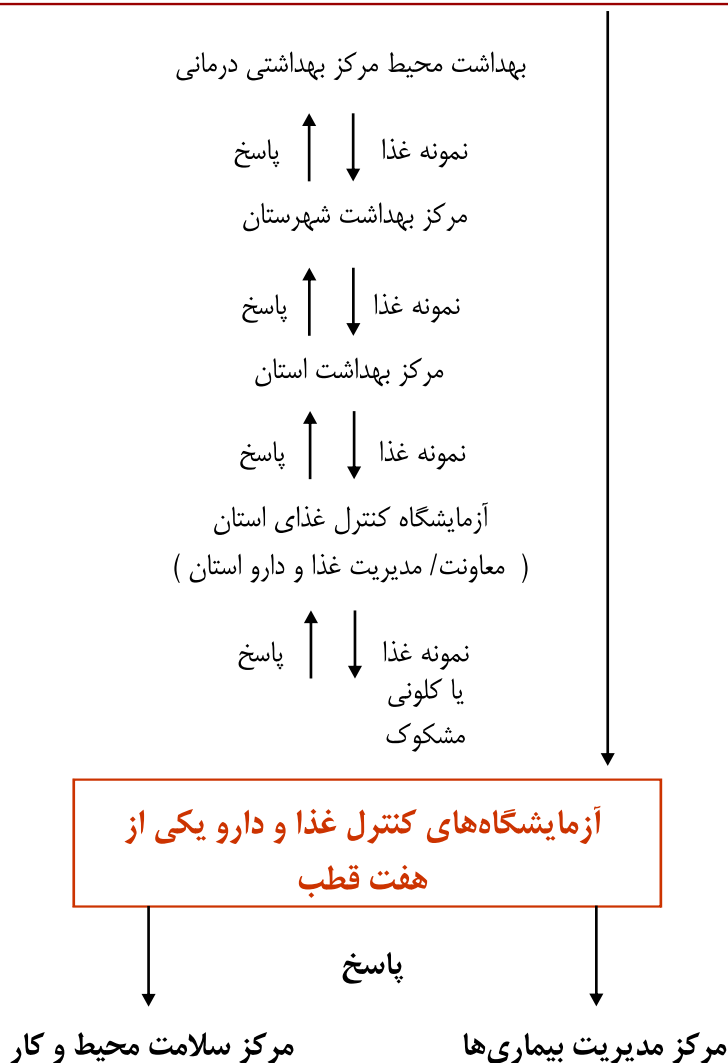 بهداشت محیط مرکز بهداشتی درمانی
نمونه غذا
پاسخ
مرکز بهداشت شهرستان
نمونه غذا
پاسخ
مرکز بهداشت استان
نمونه غذا
پاسخ
آزمایشگاه کنترل غذای استان
( معاونت/ مدیریت غذا و دارو استان )
نمونه غذا
یا کلونی
مشکوک
پاسخ
آزمایشگاه‌های کنترل غذا و دارو یکی از
هفت قطب
پاسخ
مرکز مدیریت بیماری‌ها
مرکز سلامت محیط و کار